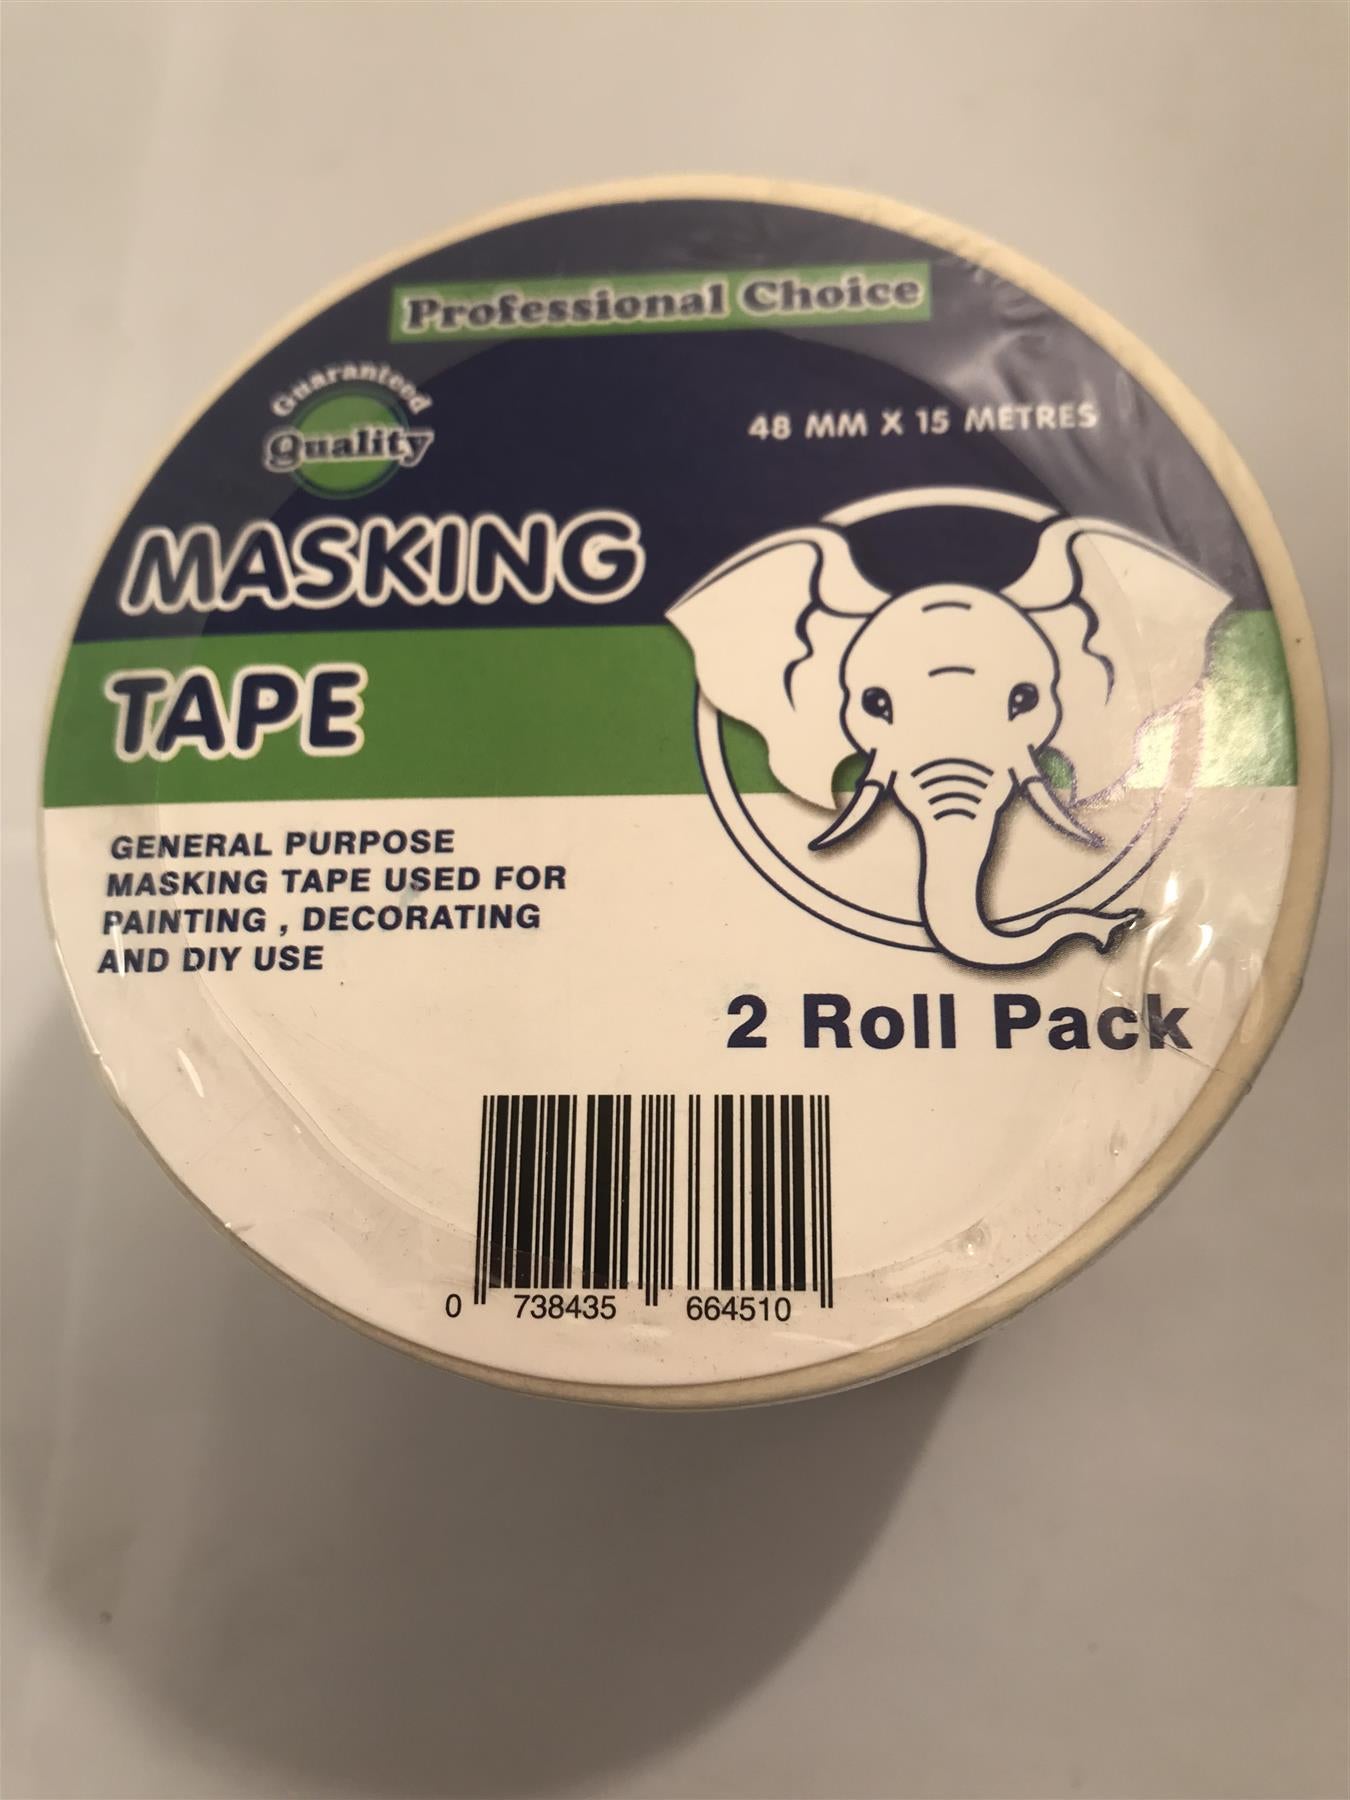 Professional Choice
Guaranteed
Quality
48 MM X 15 METRES
MASKING
TAPE
GENERAL PURPOSE
MASKING TAPE USED FOR
PAINTING , DECORATING
AND DIY USE
2 Roll Pack
0 738435 664510